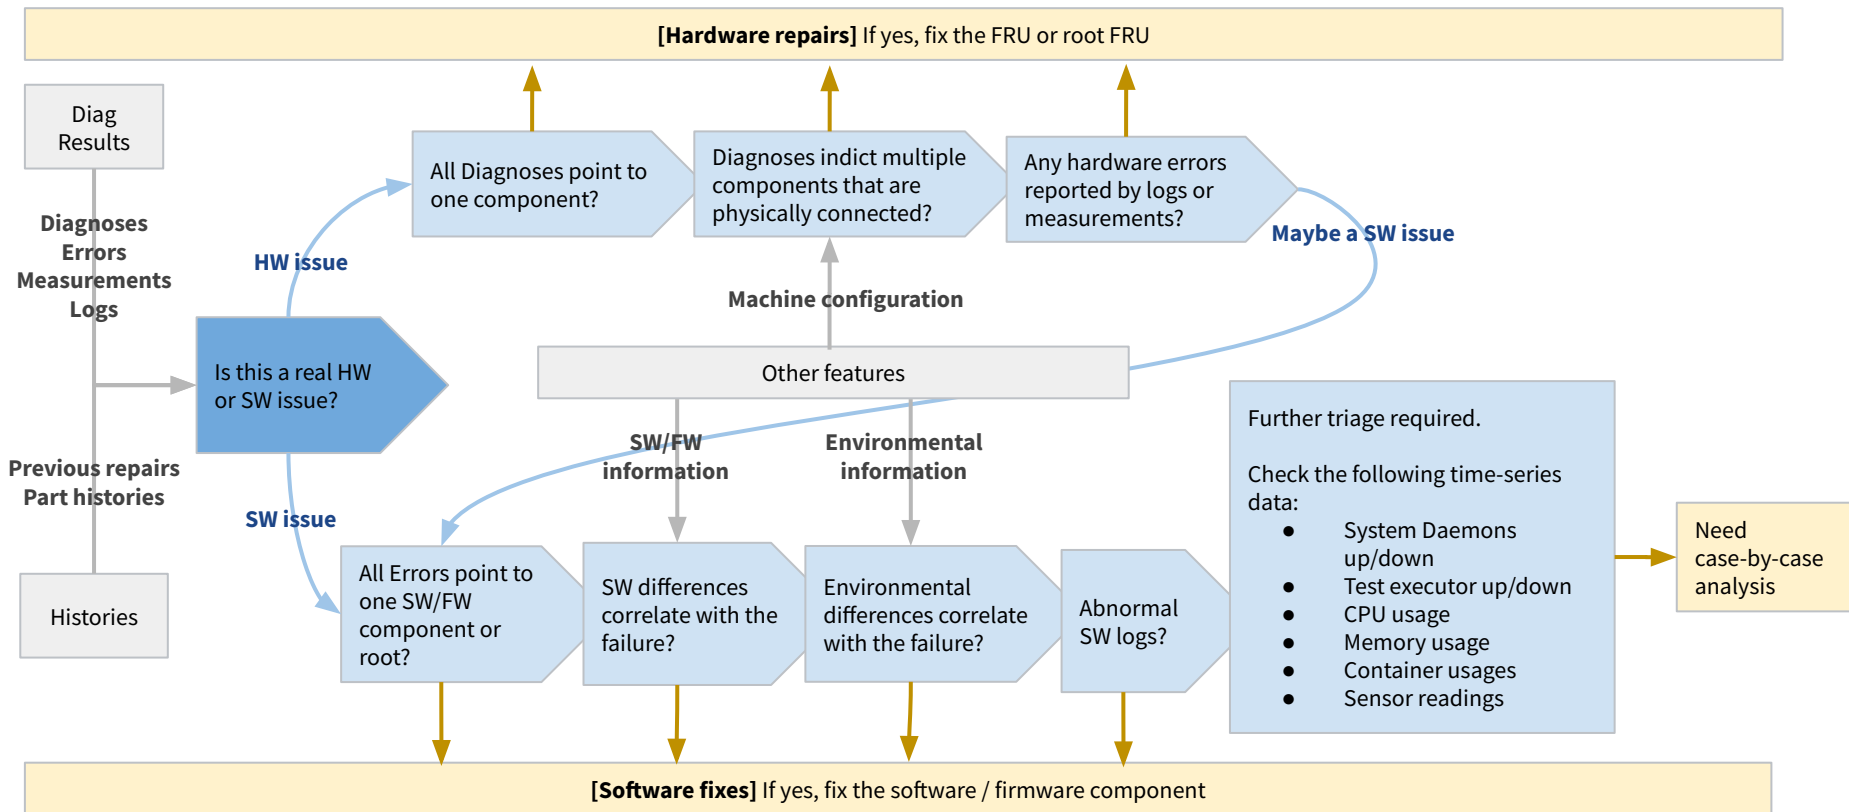 [Hardware repairs] If yes, fix the FRU or root FRU
Diag
Results
Diagnoses
Errors
Measurements
Logs
HW issue
All Diagnoses point to
one component?
Diagnoses indict multiple
components that are
physically connected?
Any hardware errors
reported by logs or
measurements?
Maybe a SW issue
Machine configuration
Is this a real HW
or SW issue?
Other features
SW/FW
information
Environmental
information
Previous repairs
Part histories
SW issue
Histories
All Errors point to
one SW/FW
component or
root?
SW differences
correlate with the
failure?
Environmental
differences correlate
with the failure?
Abnormal
SW logs?
Further triage required.
Check the following time-series
data:
● System Daemons
up/down
● Test executor up/down
● CPU usage
● Memory usage
● Container usages
● Sensor readings
Need
case-by-case
analysis
[Software fixes] If yes, fix the software / firmware component